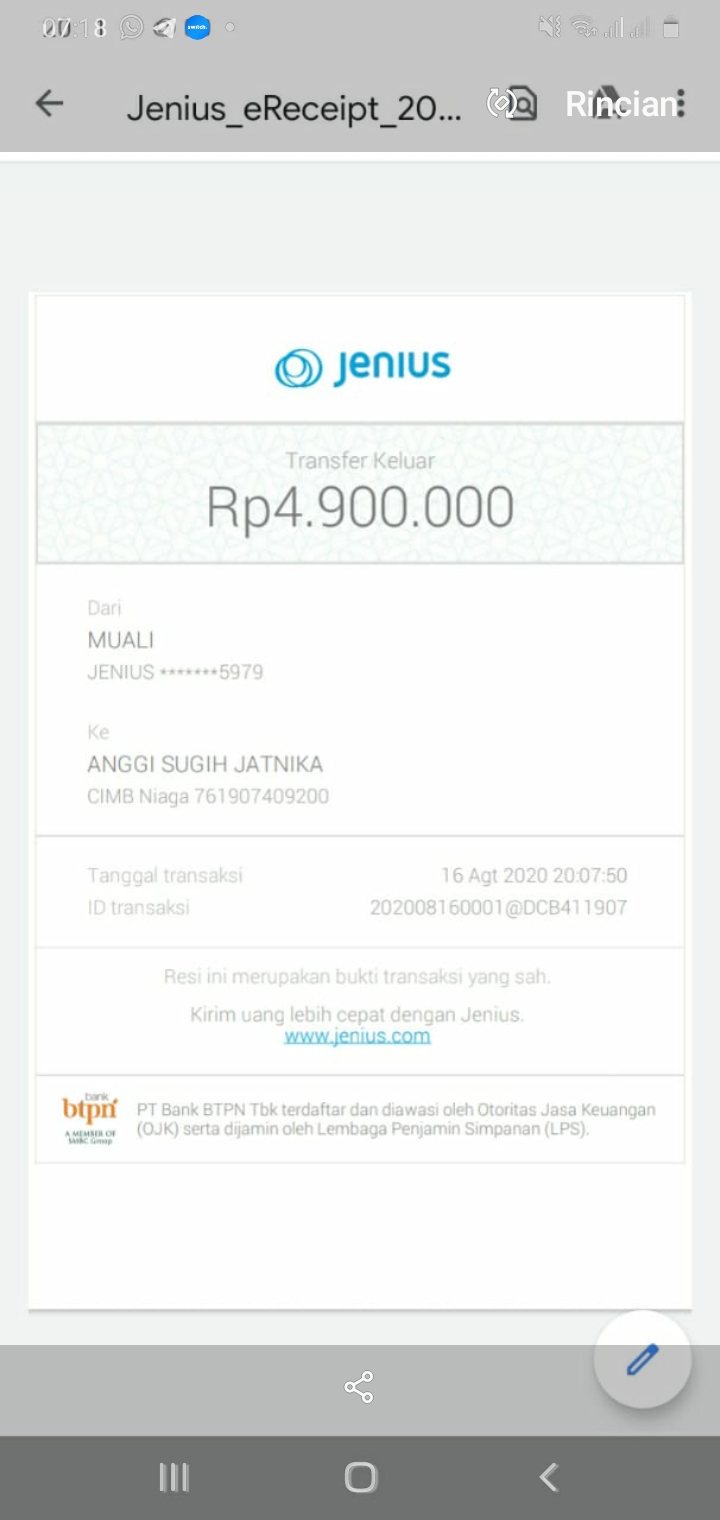 07:18
Jenius_eReceipt_20...
Rincian
Jenius
Transfer Keluar
Rp4.900.000
Dari
MUALI
JENIUS *******5979
Ke
ANGGI SUGIH JATNIKA
CIMB Niaga 761907409200
Tanggal transaksi 16 Agt 2020 20:07:50
ID transaksi 202008160001@DCB411907
Resi ini merupakan bukti transaksi yang sah.
Kirim uang lebih cepat dengan Jenius.
www.jenius.com
bank
btpn
A MEMBER OF
SMBC Group
PT Bank BTPN Tbk terdaftar dan diawasi oleh Otoritas Jasa Keuangan
(OJK) serta dijamin oleh Lembaga Penjamin Simpanan (LPS).